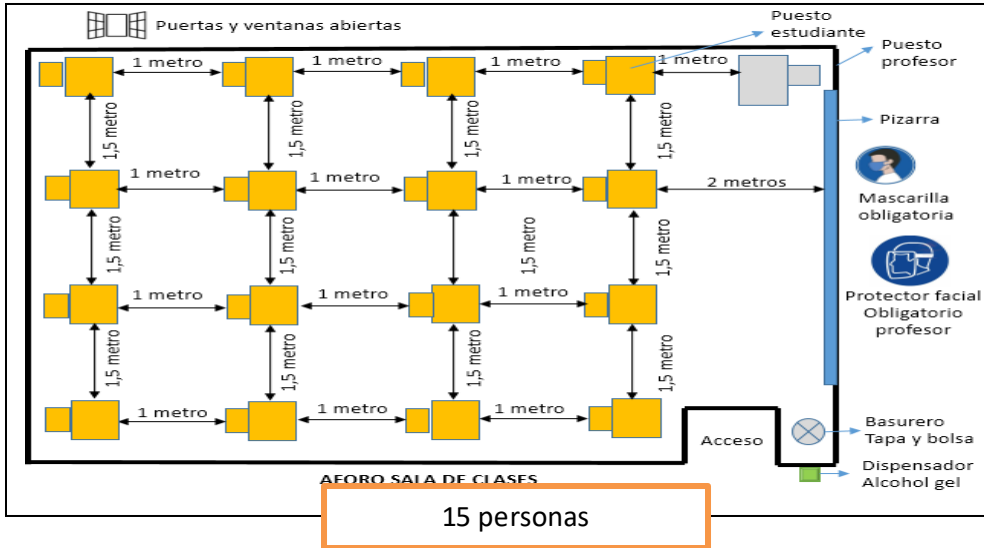 Puertas y ventanas abiertas
Puesto
estudiante
Puesto
profesor
1 metro
1 metro
1 metro
1 metro
1,5 metro
1,5 metro
1,5 metro
1,5 metro
Pizarra
1 metro
1 metro
1 metro
2 metros
Mascarilla
obligatoria
1,5 metro
1,5 metro
1,5 metro
1,5 metro
Protector facial
Obligatorio
profesor
1 metro
1 metro
1 metro
1,5 metro
1,5 metro
1,5 metro
1,5 metro
1 metro
1 metro
1 metro
Acceso
Basurero
Tapa y bolsa
Dispensador
Alcohol gel
AFORO SALA DE CLASES
15 personas